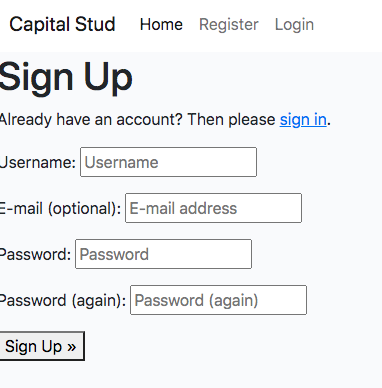 Capital Stud Home Register Login
Sign Up
Already have an account? Then please sign in.
Username: Username
E-mail (optional): E-mail address
Password: Password
Password (again): Password (again)
Sign Up »